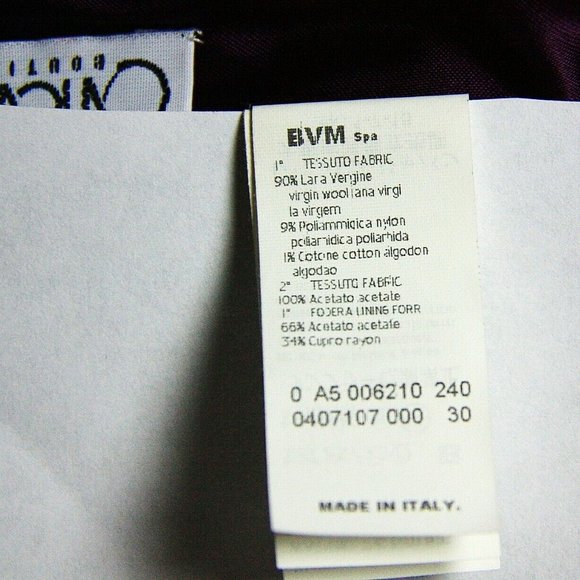 BOUTI
BVM Spa
1° TESSUTO FABRIC
90% Lara Vergine
virgin wool lana virgi
la virgem
9% Poliammidica nylon
poliamidica poliamida
1% Cotone cotton algodon
algodao
2° TESSUTO FABRIC
100% Acetato acetate
1° FODERA LINING FORR
66% Acetato acetate
34% Cupro rayon
0 A5 006210 240
0407107 000 30
MADE IN ITALY.